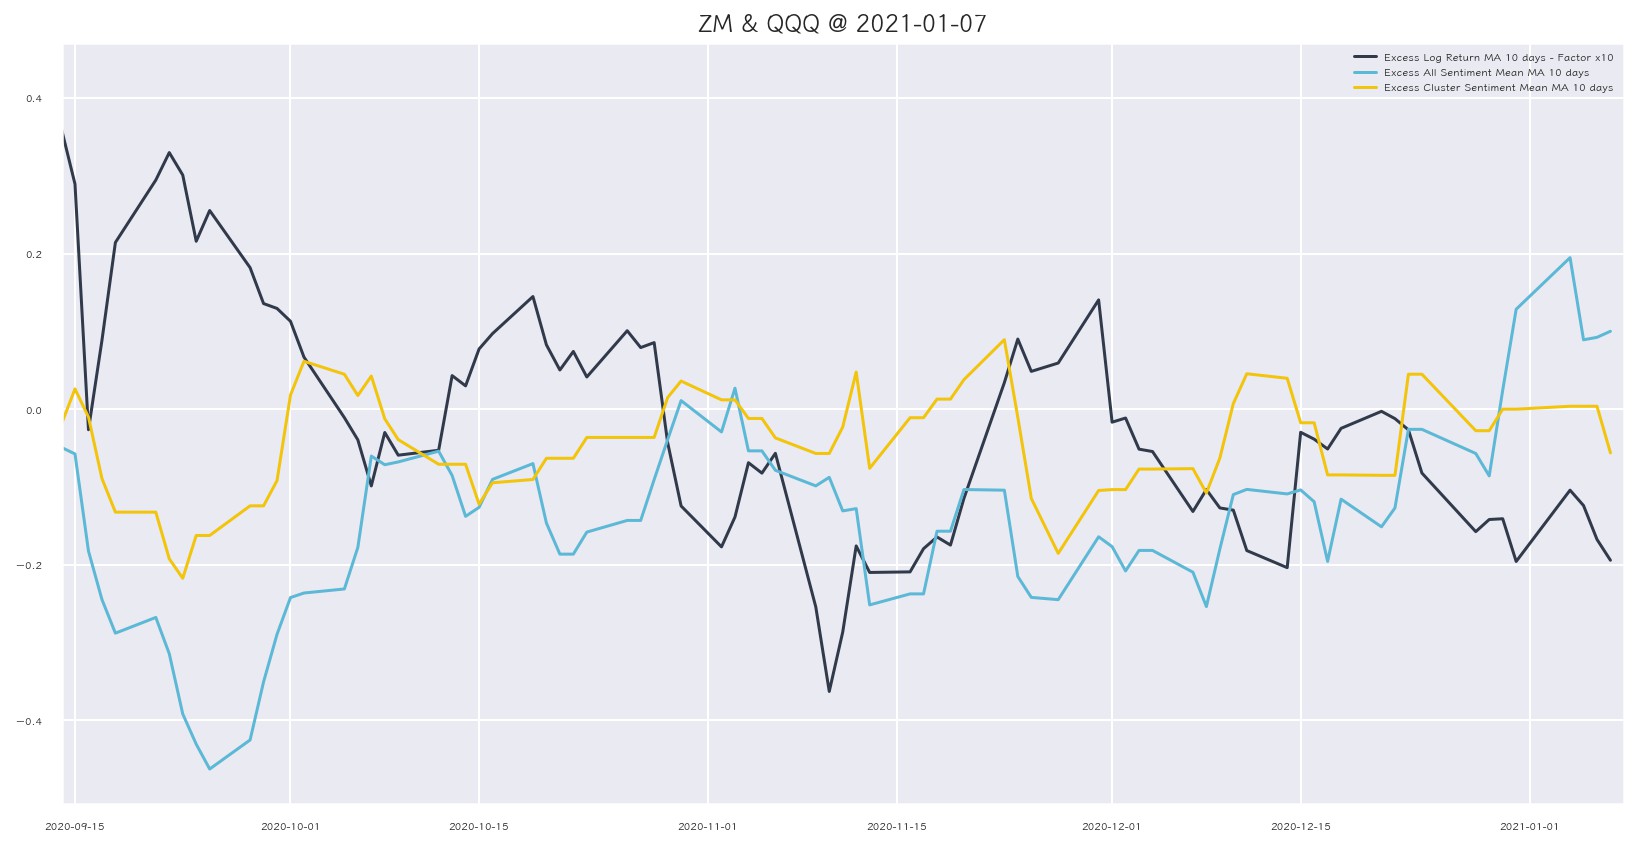 ZM & QQQ @ 2021-01-07
Excess Log Return MA 10 days - Factor x10
Excess All Sentiment Mean MA 10 days
Excess Cluster Sentiment Mean MA 10 days
0.4
0.2
0.0
−0.2
−0.4
2020-09-15 2020-10-01 2020-10-15 2020-11-01 2020-11-15 2020-12-01 2020-12-15 2021-01-01